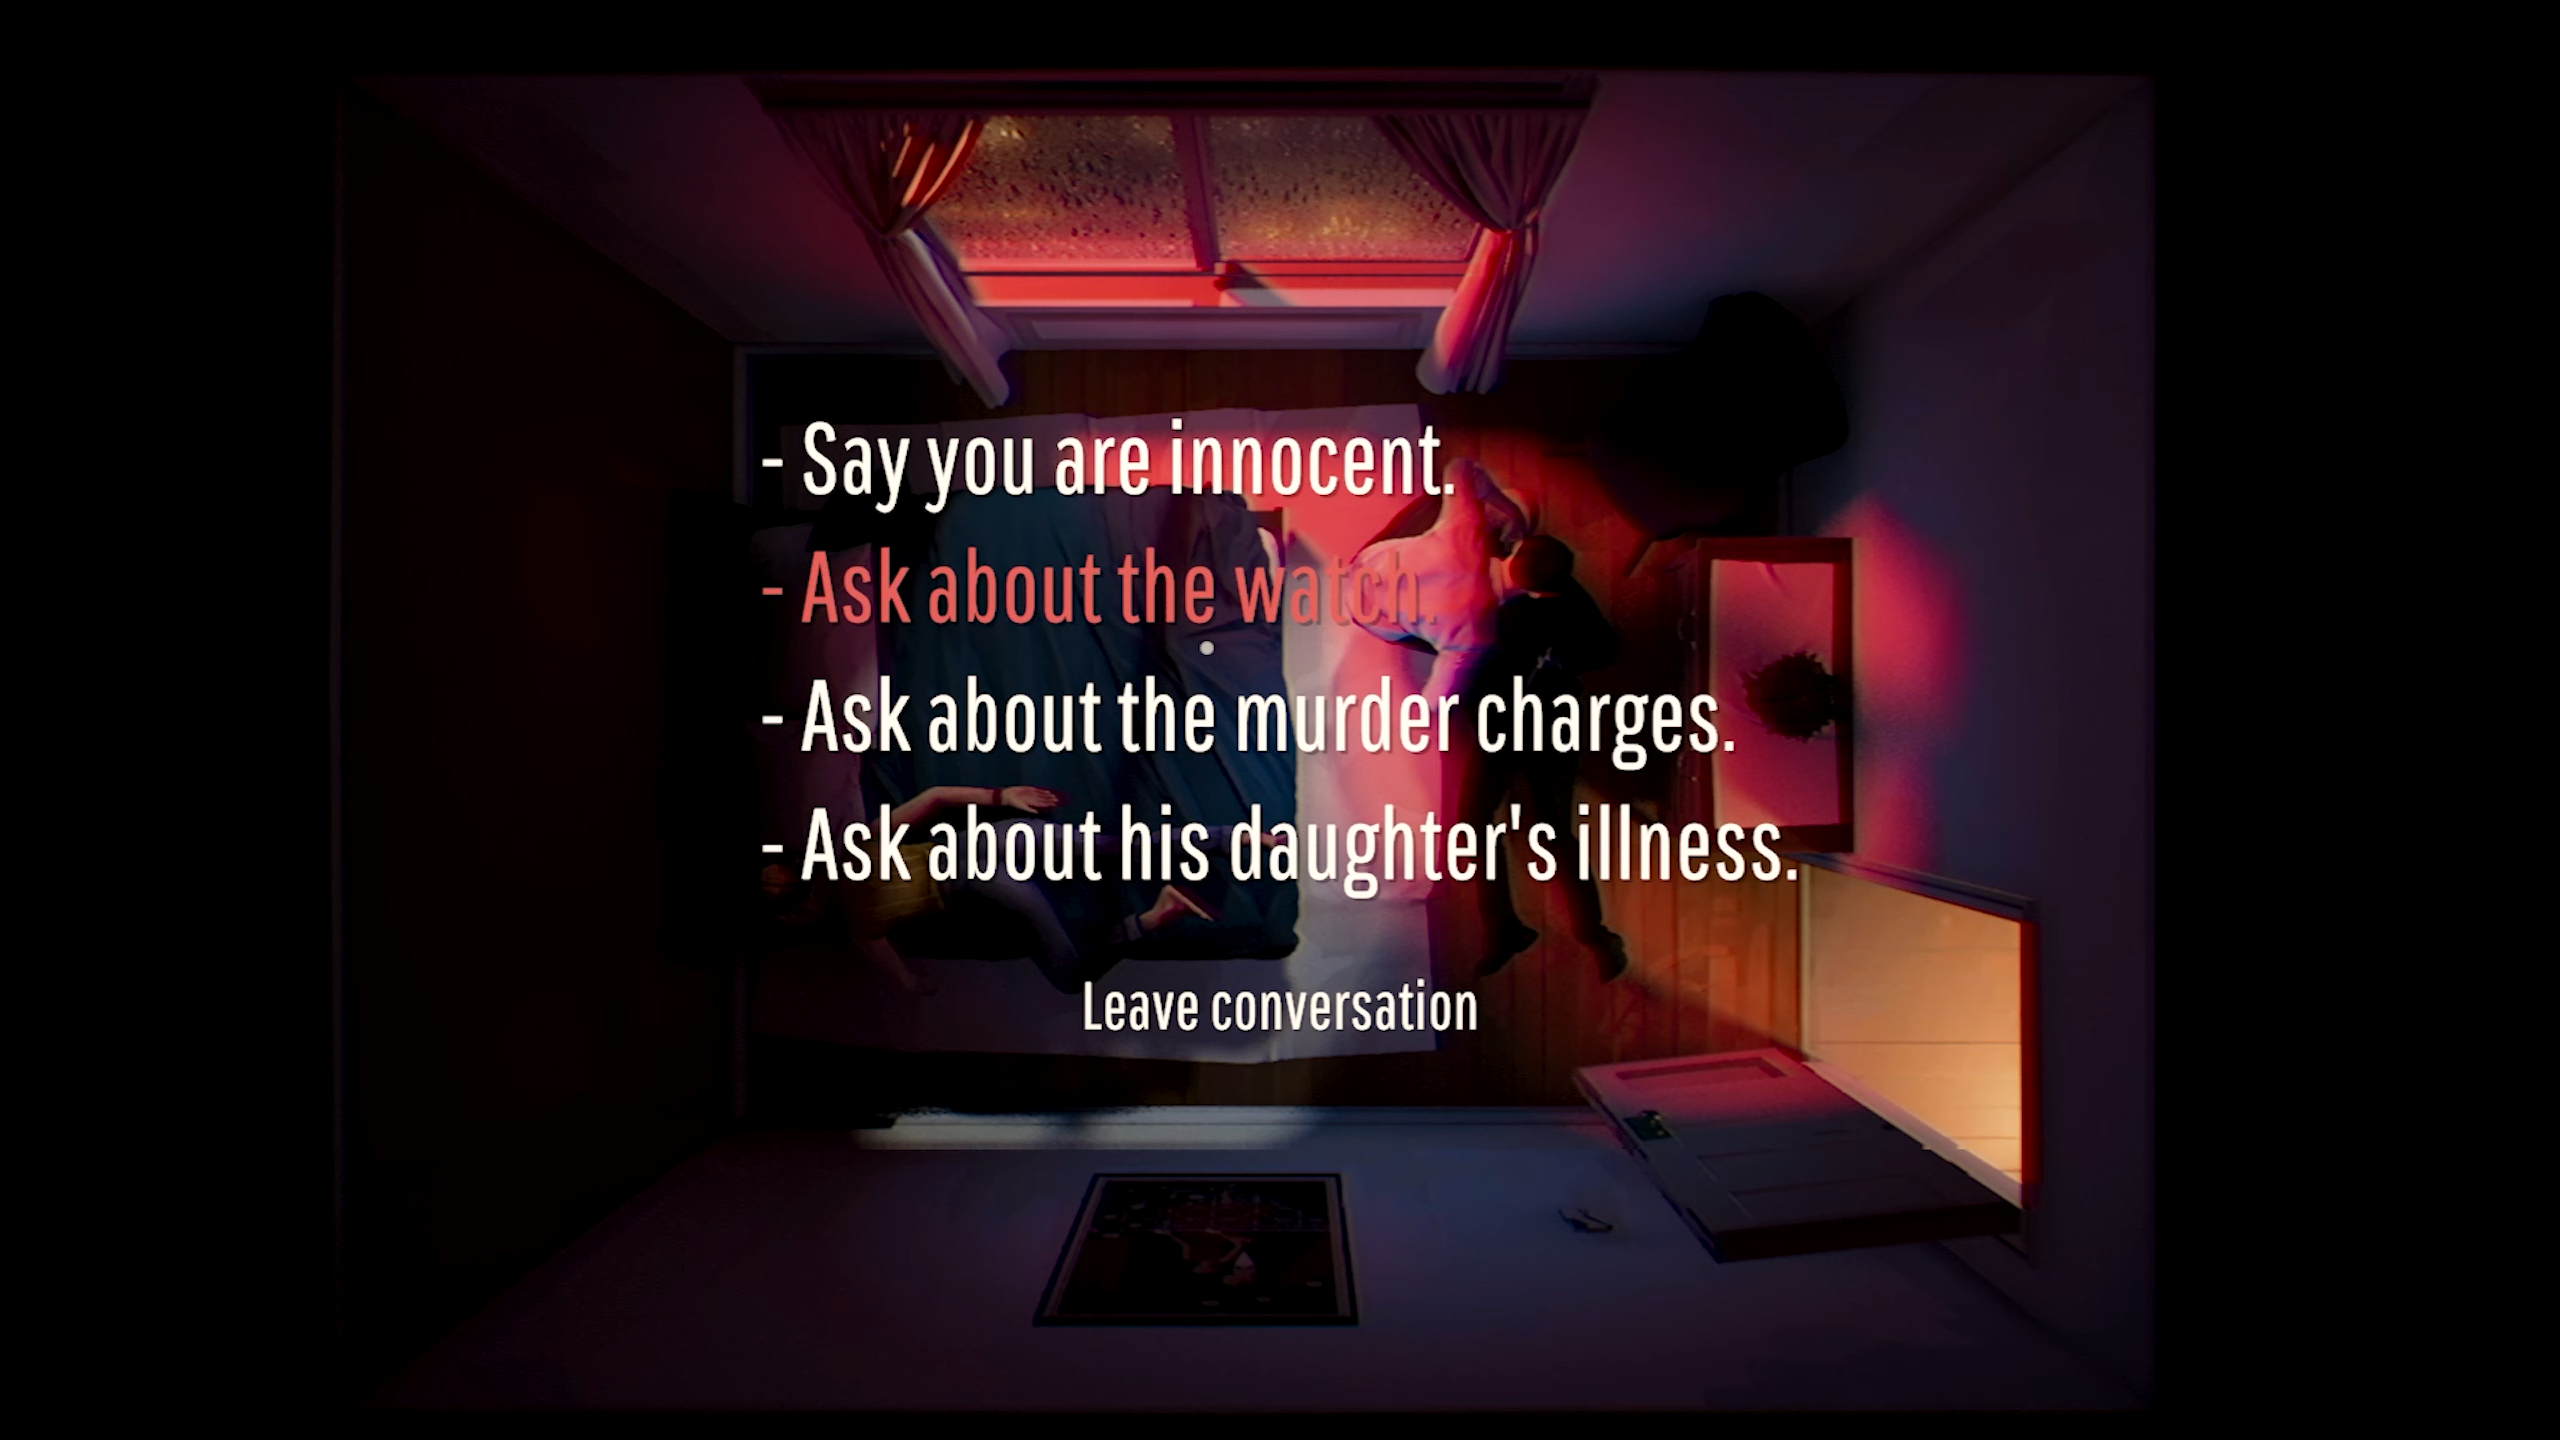 - Say you are innocent.
- Ask about the watch.
- Ask about the murder charges.
- Ask about his daughter's illness.
Leave conversation